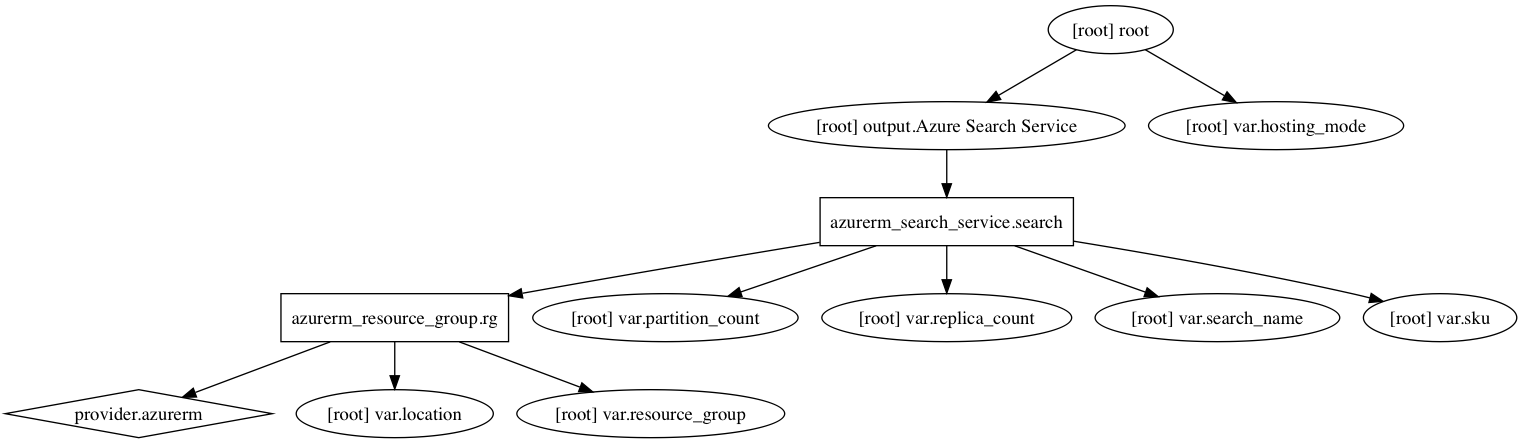 [root] root
[root] output.Azure Search Service
[root] var.hosting_mode
azurerm_search_service.search
azurerm_resource_group.rg
[root] var.partition_count
[root] var.replica_count
[root] var.search_name
[root] var.sku
provider.azurerm
[root] var.location
[root] var.resource_group